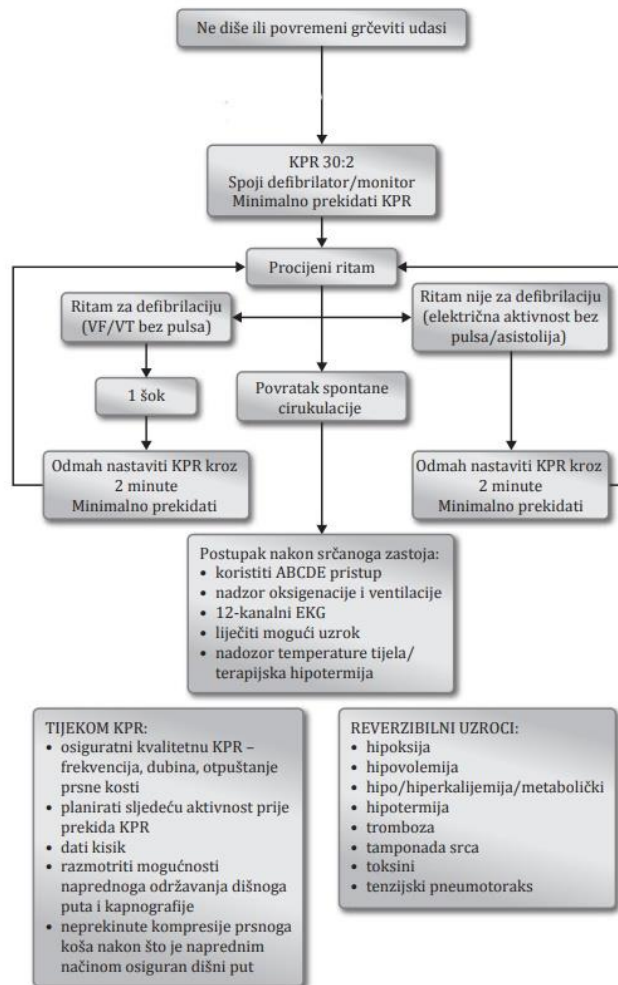 Ne diše ili povremeni grčeviti udasi
KPR 30:2
Spoji defibrilator/monitor
Minimalno prekidati KPR
Procijeni ritam
Ritam za defibrilaciju
(VF/VT bez pulsa)
Ritam nije za defibrilaciju
(električna aktivnost bez
pulsa/asistolija)
1 šok
Povratak spontane
cirukulacije
Odmah nastaviti KPR kroz
2 minute
Minimalno prekidati
Odmah nastaviti KPR kroz
2 minute
Minimalno prekidati
Postupak nakon srčanoga zastoja:
• koristiti ABCDE pristup
• nadzor oksigenacije i ventilacije
• 12-kanalni EKG
• liječiti mogući uzrok
• nadozor temperature tijela/
terapijska hipotermija
TIJEKOM KPR:
• osiguratni kvalitetnu KPR –
frekvencija, dubina, otpuštanje
prsne kosti
• planirati sljedeću aktivnost prije
prekida KPR
• dati kisik
• razmotriti mogućnosti
naprednoga održavanja dišnoga
puta i kapnografije
• neprekinute kompresije prsnoga
koša nakon što je naprednim
načinom osiguran dišni put
REVERZIBILNI UZROCI:
• hipoksija
• hipovolemija
• hipo/hiperkalijemija/metabolički
• hipotermija
• tromboza
• tamponada srca
• toksini
• tenzijski pneumotoraks